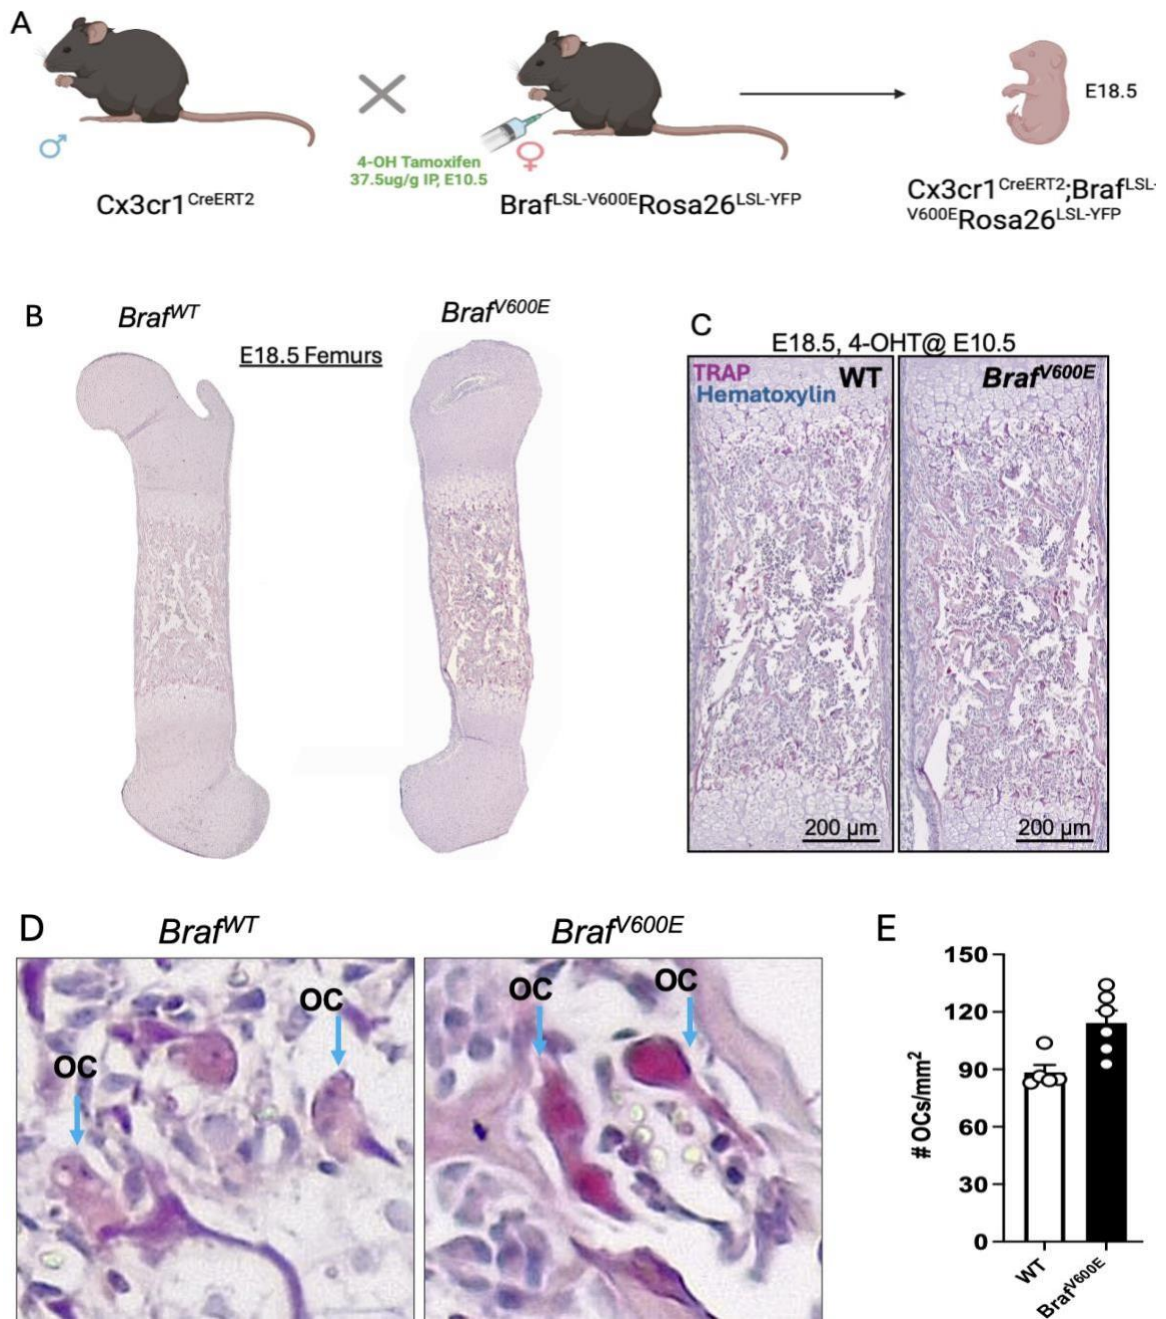 A
♂
4-OH Tamoxifen
37.5ug/g IP, E10.5
♀
E18.5
Cx3cr1CreERT2
BrafLSL-V600ERosa26LSL-YFP
Cx3cr1CreERT2;BrafLSL-
V600ERosa26LSL-YFP
B
BrafWT
BrafV600E
E18.5 Femurs
C
E18.5, 4-OHT@ E10.5
TRAP
Hematoxylin
WT
BrafV600E
200 µm
200 µm
D
BrafWT
BrafV600E
OC
OC
OC
OC
E
# OCs/mm2
150
120
90
60
30
0
WT
BrafV600E